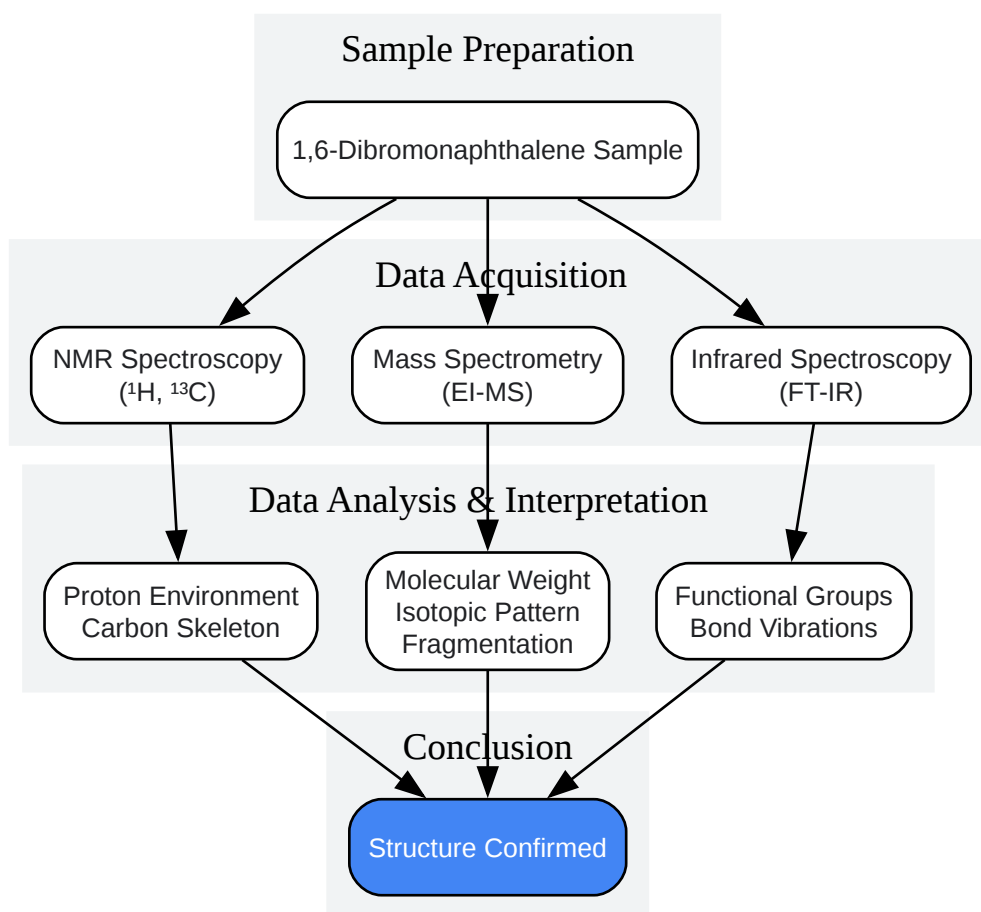 Sample Preparation
1,6-Dibromonaphthalene Sample
Data Acquisition
NMR Spectroscopy
(¹H, ¹³C)
Mass Spectrometry
(EI-MS)
Infrared Spectroscopy
(FT-IR)
Data Analysis & Interpretation
Proton Environment
Carbon Skeleton
Molecular Weight
Isotopic Pattern
Fragmentation
Functional Groups
Bond Vibrations
Conclusion
Structure Confirmed